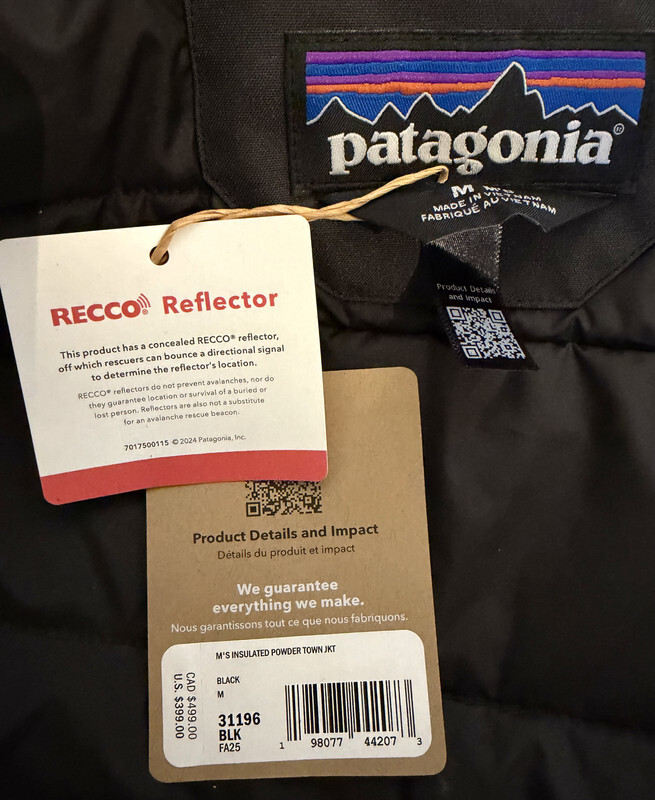 patagonia®
M
MADE IN VIETNAM
FABRIQUÉ AU VIETNAM
Product Details
and Impact
RECCO® Reflector
This product has a concealed RECCO® reflector,
off which rescuers can bounce a directional signal
to determine the reflector's location.
RECCO® reflectors do not prevent avalanches, nor do
they guarantee location or survival of a buried or
lost person. Reflectors are also not a substitute
for an avalanche rescue beacon.
7017500115 © 2024 Patagonia, Inc.
Product Details and Impact
Détails du produit et impact
We guarantee
everything we make.
Nous garantissons tout ce que nous fabriquons.
M'S INSULATED POWDER TOWN JKT
BLACK
M
31196
BLK
FA25
CAD $499.00
U.S. $399.00
1 98077 44207 3